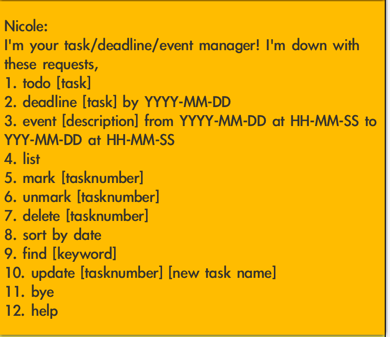 Nicole:
I'm your task/deadline/event manager! I'm down with
these requests,
1. todo [task]
2. deadline [task] by YYYY-MM-DD
3. event [description] from YYYY-MM-DD at HH-MM-SS to
YYY-MM-DD at HH-MM-SS
4. list
5. mark [tasknumber]
6. unmark [tasknumber]
7. delete [tasknumber]
8. sort by date
9. find [keyword]
10. update [tasknumber] [new task name]
11. bye
12. help